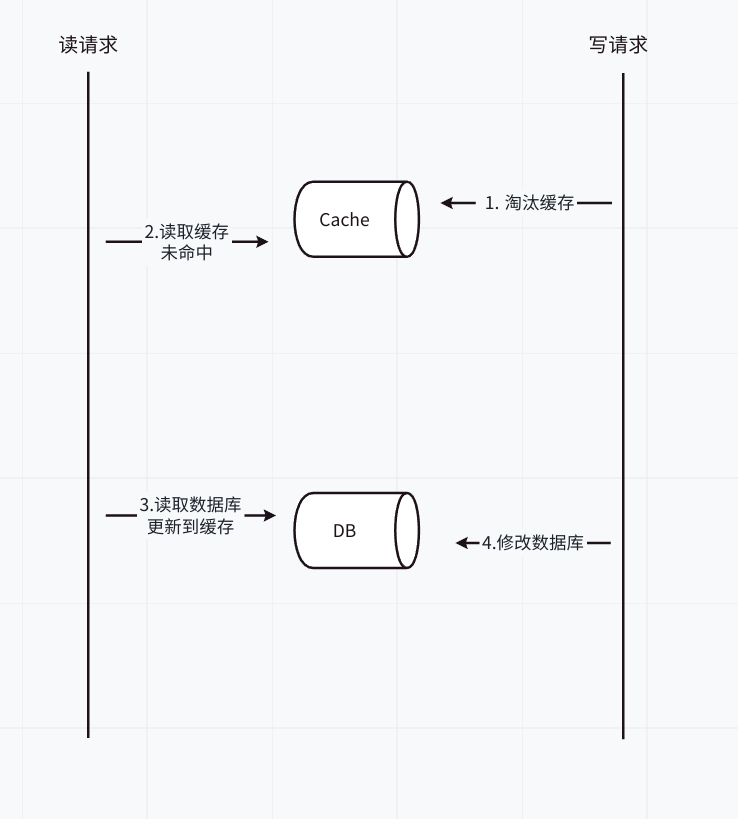 读请求
写请求
1. 淘汰缓存
Cache
2.读取缓存
未命中
3.读取数据库
更新到缓存
DB
4.修改数据库